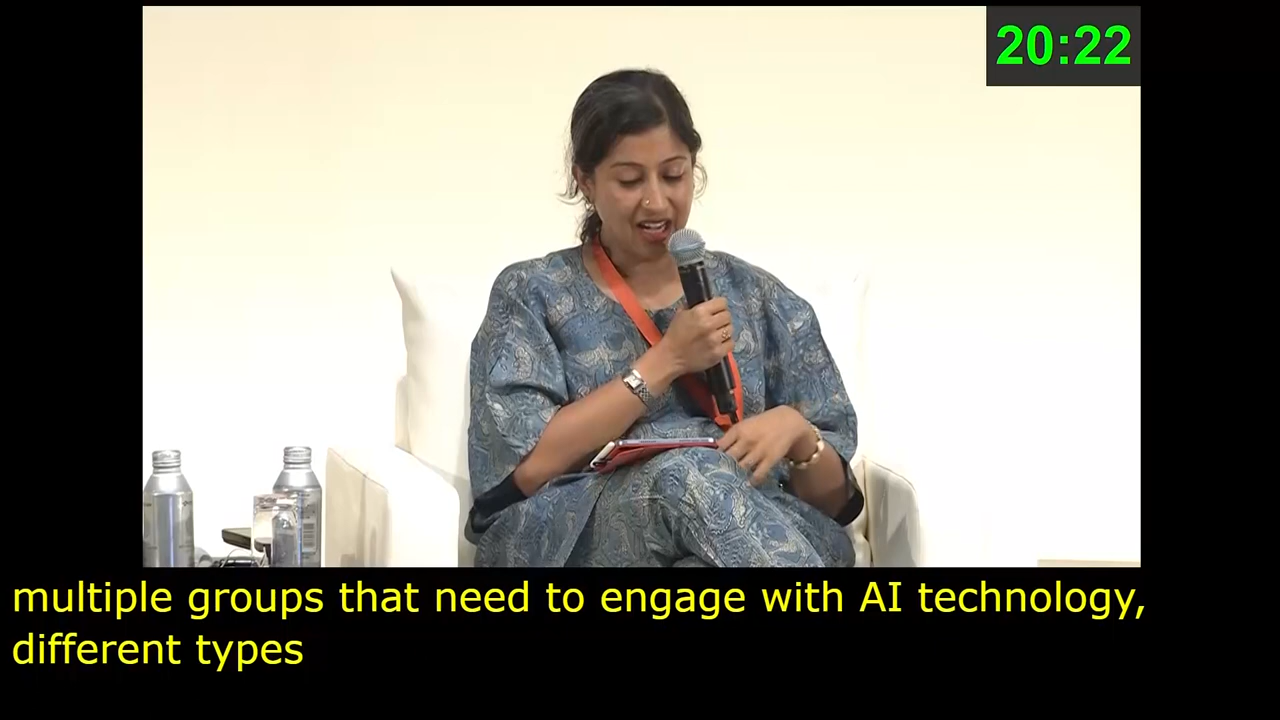 20:22
multiple groups that need to engage with AI technology,
different types